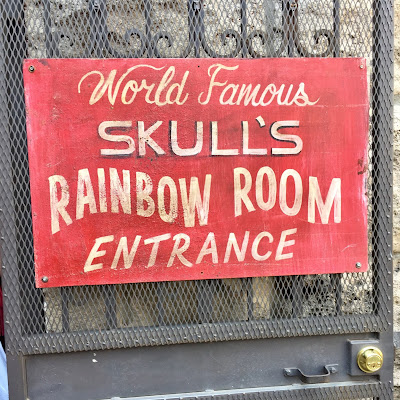 World Famous
SKULL'S
RAINBOW ROOM
ENTRANCE